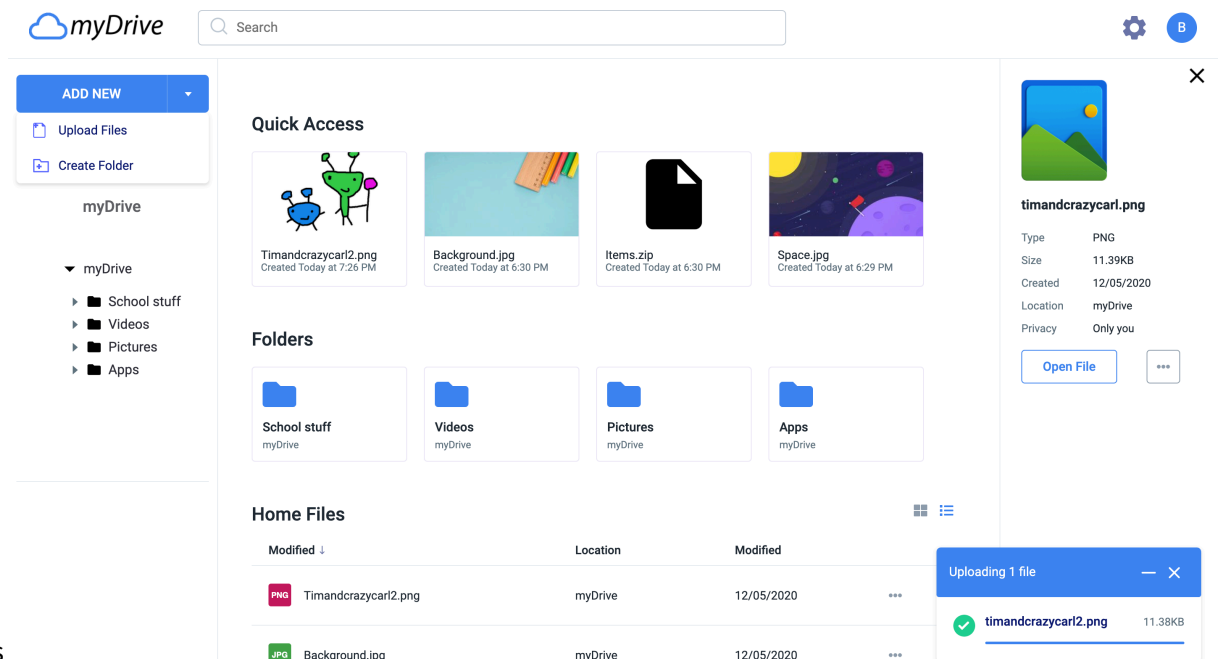 myDrive
Search
B
ADD NEW
Upload Files
Create Folder
myDrive
myDrive
School stuff
Videos
Pictures
Apps
Quick Access
Timandcrazycarl2.png
Created Today at 7:26 PM
Background.jpg
Created Today at 6:30 PM
Items.zip
Created Today at 6:30 PM
Space.jpg
Created Today at 6:29 PM
Folders
School stuff
myDrive
Videos
myDrive
Pictures
myDrive
Apps
myDrive
Home Files
Modified ↓ Location Modified
PNG Timandcrazycarl2.png myDrive 12/05/2020
JPG Background.jpg myDrive 12/05/2020
timandcrazycarl.png
Type PNG
Size 11.39KB
Created 12/05/2020
Location myDrive
Privacy Only you
Open File
Uploading 1 file
timandcrazycarl2.png 11.38KB
s